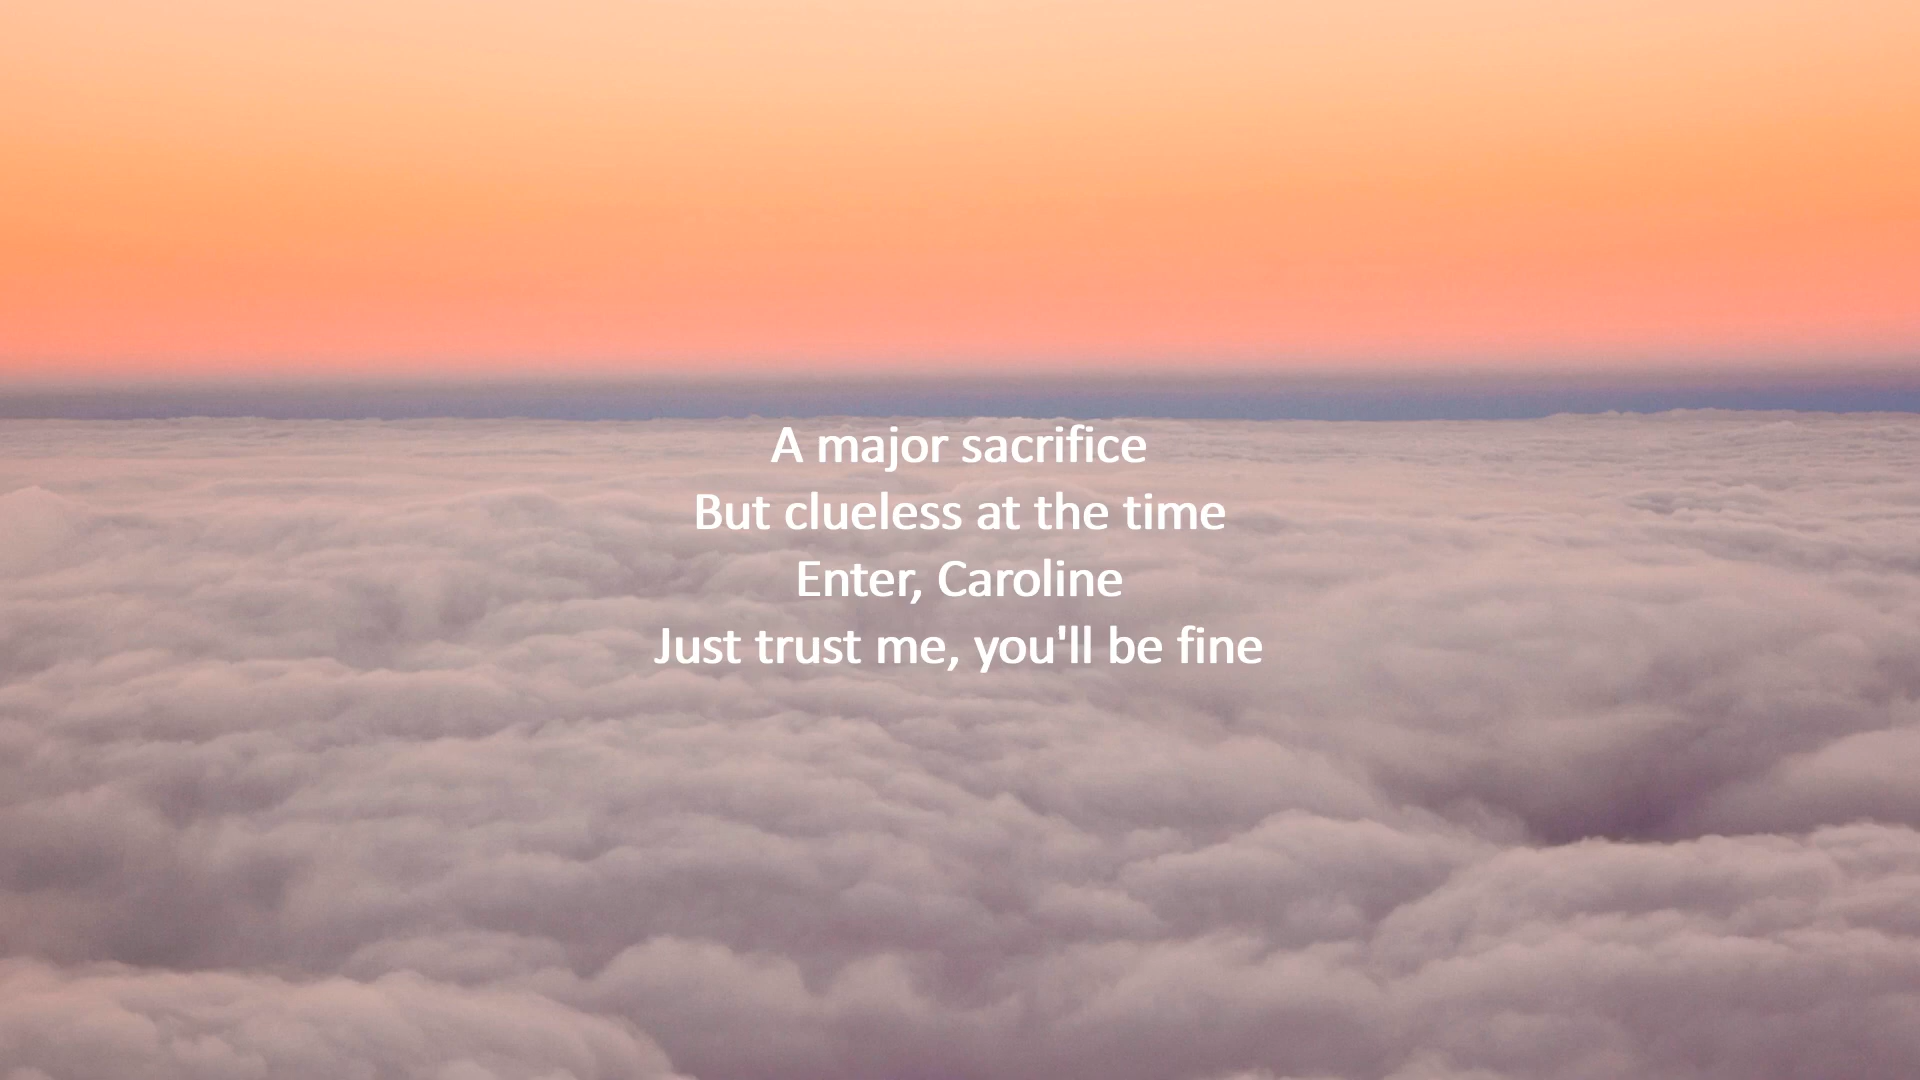 A major sacrifice
But clueless at the time
Enter, Caroline
Just trust me, you'll be fine